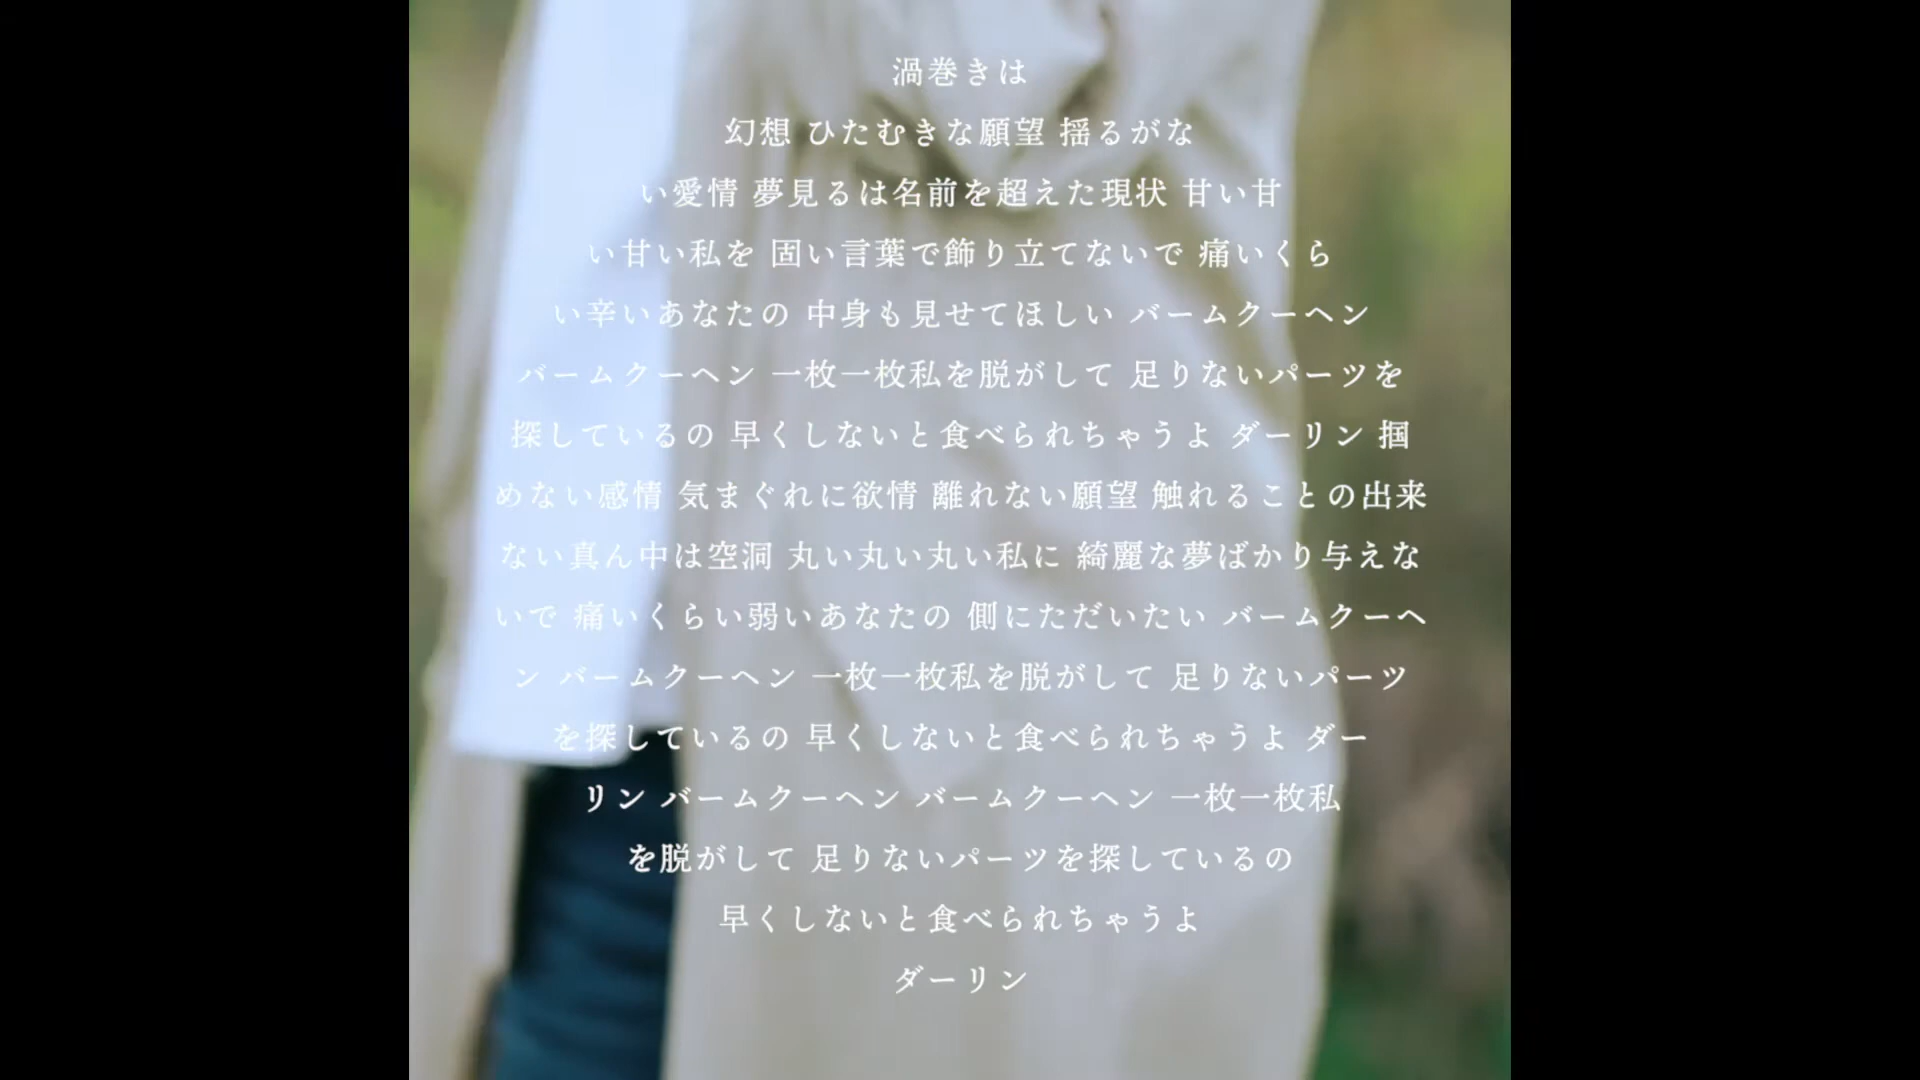 渦巻きは
幻想 ひたむきな願望 揺るがな
い愛情 夢見るは名前を超えた現状 甘い甘
い甘い私を 固い言葉で飾り立てないで 痛いくら
い辛いあなたの 中身も見せてほしい バームクーヘン
バームクーヘン 一枚一枚私を脱がして 足りないパーツを
探しているの 早くしないと食べられちゃうよ ダーリン 掴
めない感情 気まぐれに欲情 離れない願望 触れることの出来
ない真ん中は空洞 丸い丸い丸い私に 綺麗な夢ばかり与えな
いで 痛いくらい弱いあなたの 側にただいたい バームクーヘ
ン バームクーヘン 一枚一枚私を脱がして 足りないパーツ
を探しているの 早くしないと食べられちゃうよ ダー
リン バームクーヘン バームクーヘン 一枚一枚私
を脱がして 足りないパーツを探しているの
早くしないと食べられちゃうよ
ダーリン